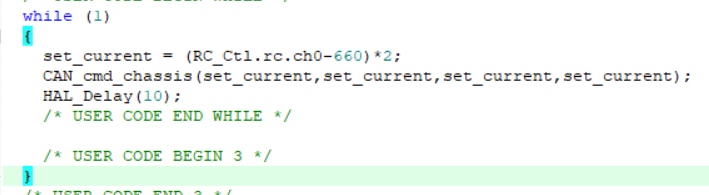 while (1)
{
set_current = (RC_Ctl.rc.ch0-660)*2;
CAN_cmd_chassis(set_current,set_current,set_current,set_current);
HAL_Delay(10);
/* USER CODE END WHILE */
/* USER CODE BEGIN 3 */
}
/* USER CODE END 3 */